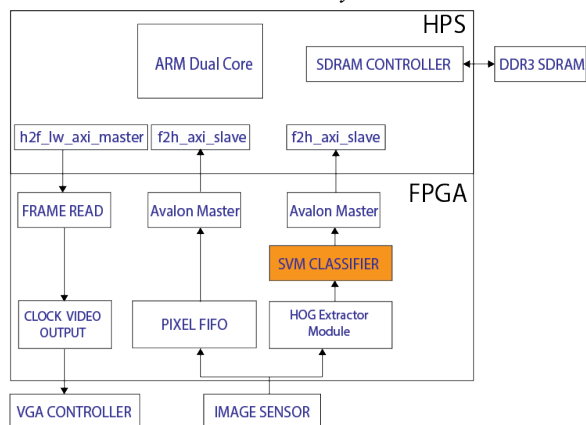 HPS
ARM Dual Core
SDRAM CONTROLLER
DDR3 SDRAM
h2f_lw_axi_master
f2h_axi_slave
f2h_axi_slave
FPGA
FRAME READ
Avalon Master
Avalon Master
SVM CLASSIFIER
CLOCK VIDEO
OUTPUT
PIXEL FIFO
HOG Extractor
Module
VGA CONTROLLER
IMAGE SENSOR